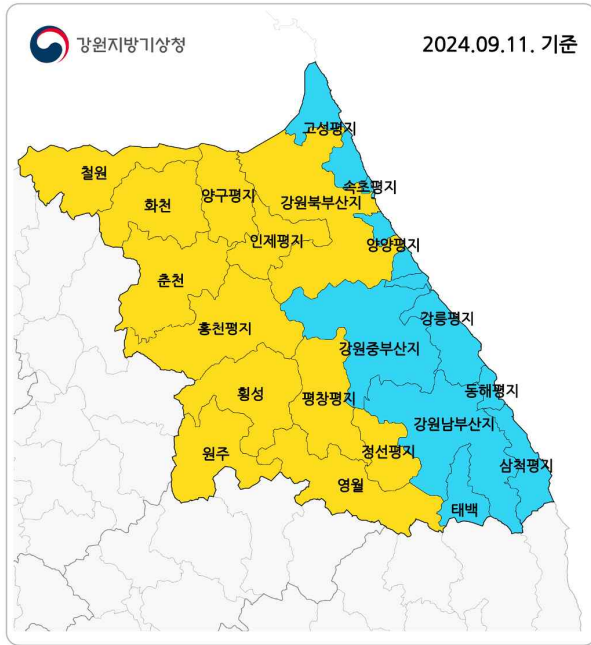 강원지방기상청
2024.09.11. 기준
고성평지
철원
속초평지
양구평지
강원북부산지
화천
인제평지
양양평지
춘천
강릉평지
홍천평지
강원중부산지
동해평지
횡성
평창평지
강원남부산지
원주
정선평지
삼척평지
영월
태백